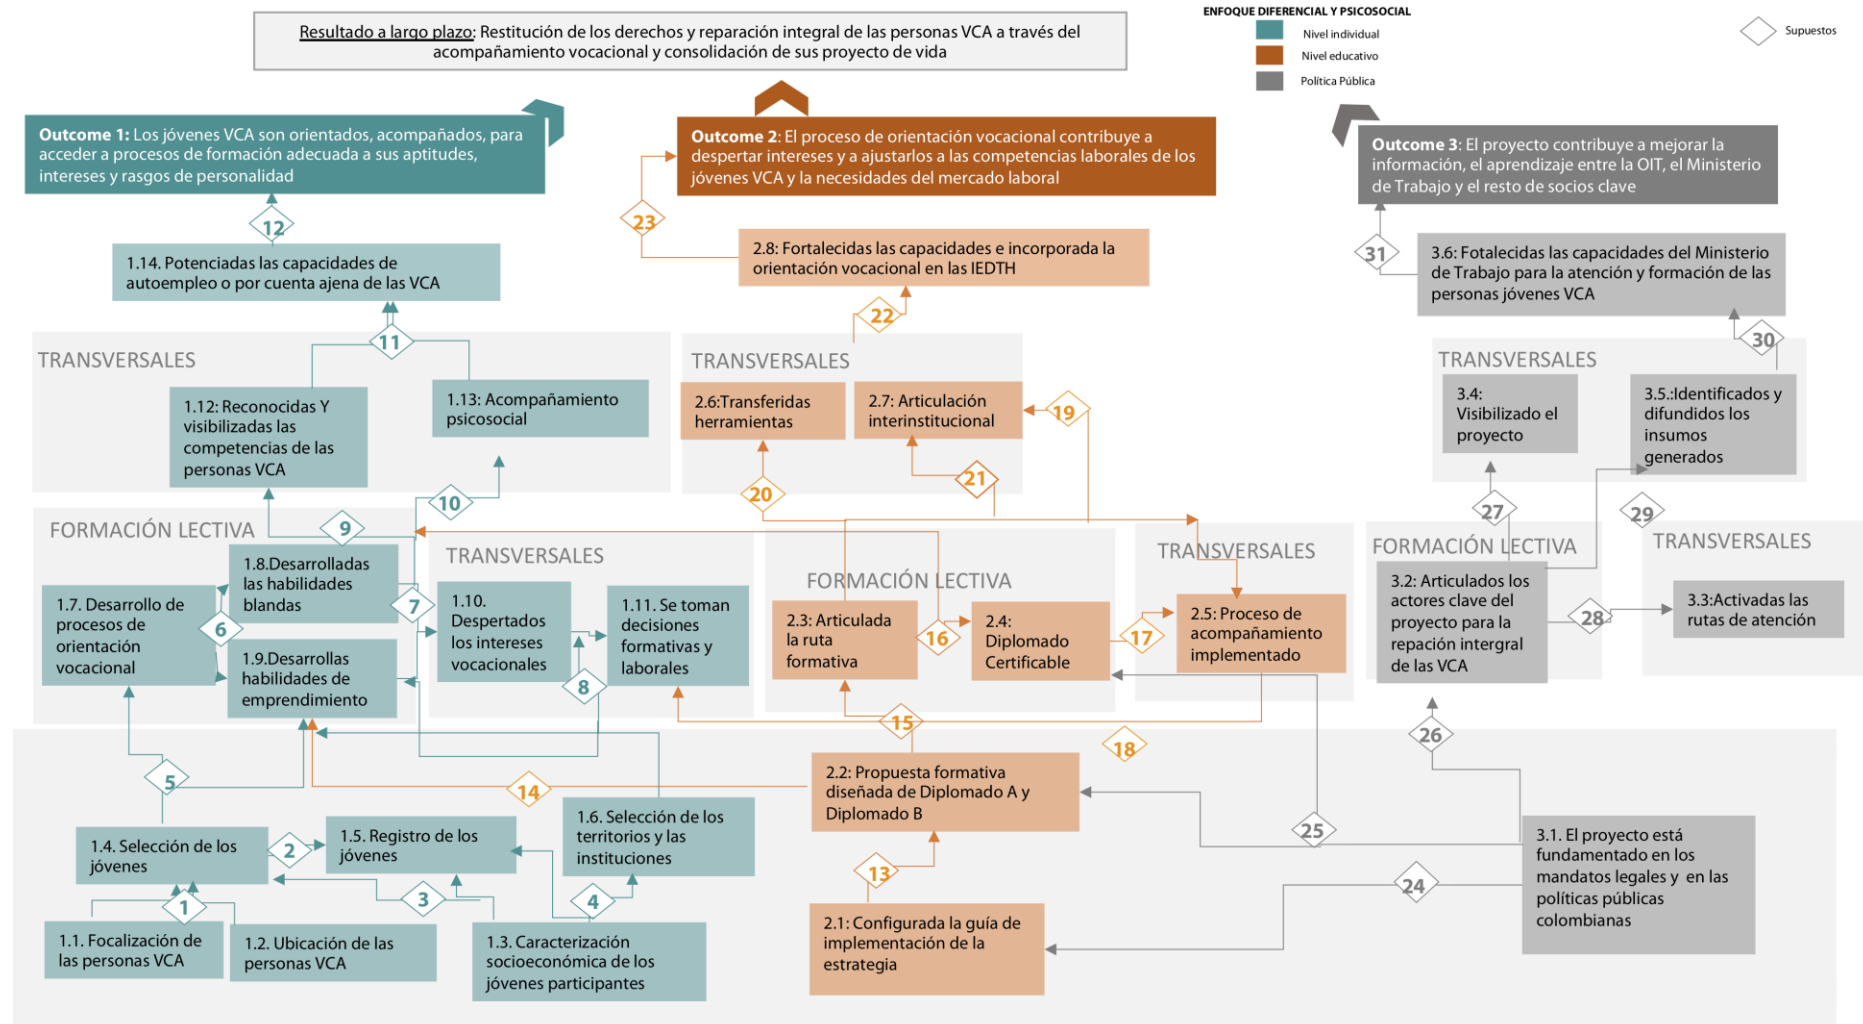 Resultado a largo plazo: Restitución de los derechos y reparación integral de las personas VCA a través del
acompañamiento vocacional y consolidación de sus proyecto de vida
ENFOQUE DIFERENCIAL Y PSICOSOCIAL
Nivel individual
Nivel educativo
Política Pública
Supuestos
Outcome 1: Los jóvenes VCA son orientados, acompañados, para
acceder a procesos de formación adecuada a sus aptitudes,
intereses y rasgos de personalidad
Outcome 2: El proceso de orientación vocacional contribuye a
despertar intereses y a ajustarlos a las competencias laborales de los
jóvenes VCA y la necesidades del mercado laboral
Outcome 3: El proyecto contribuye a mejorar la
información, el aprendizaje entre la OIT, el Ministerio
de Trabajo y el resto de socios clave
12
23
31
1.14. Potenciadas las capacidades de
autoempleo o por cuenta ajena de las VCA
2.8: Fortalecidas las capacidades e incorporada la
orientación vocacional en las IEDTH
3.6: Fotalecidas las capacidades del Ministerio
de Trabajo para la atención y formación de las
personas jóvenes VCA
11
22
30
TRANSVERSALES
1.12: Reconocidas Y
visibilizadas las
competencias de las
personas VCA
1.13: Acompañamiento
psicosocial
TRANSVERSALES
2.6:Transferidas
herramientas
2.7: Articulación
interinstitucional
19
TRANSVERSALES
3.4:
Visibilizado el
proyecto
3.5.:Identificados y
difundidos los
insumos
generados
9
10
20
21
27
29
FORMACIÓN LECTIVA
1.7. Desarrollo de
procesos de
orientación
vocacional
6
1.8.Desarrolladas
las habilidades
blandas
1.9.Desarrollas
habilidades de
emprendimiento
7
TRANSVERSALES
1.10.
Despertados
los intereses
vocacionales
8
1.11. Se toman
decisiones
formativas y
laborales
FORMACIÓN LECTIVA
2.3: Articulada
la ruta
formativa
16
2.4:
Diplomado
Certificable
17
TRANSVERSALES
2.5: Proceso de
acompañamiento
implementado
FORMACIÓN LECTIVA
3.2: Articulados los
actores clave del
proyecto para la
repación intergral
de las VCA
28
TRANSVERSALES
3.3:Activadas las
rutas de atención
5
14
15
18
25
26
1.4. Selección de los
jóvenes
2
1.5. Registro de los
jóvenes
1.6. Selección de los
territorios y las
instituciones
2.2: Propuesta formativa
diseñada de Diplomado A y
Diplomado B
3.1. El proyecto está
fundamentado en los
mandatos legales y en las
políticas públicas
colombianas
1
3
4
13
24
1.1. Focalización de
las personas VCA
1.2. Ubicación de las
personas VCA
1.3. Caracterización
socioeconómica de los
jóvenes participantes
2.1: Configurada la guía de
implementación de la
estrategia